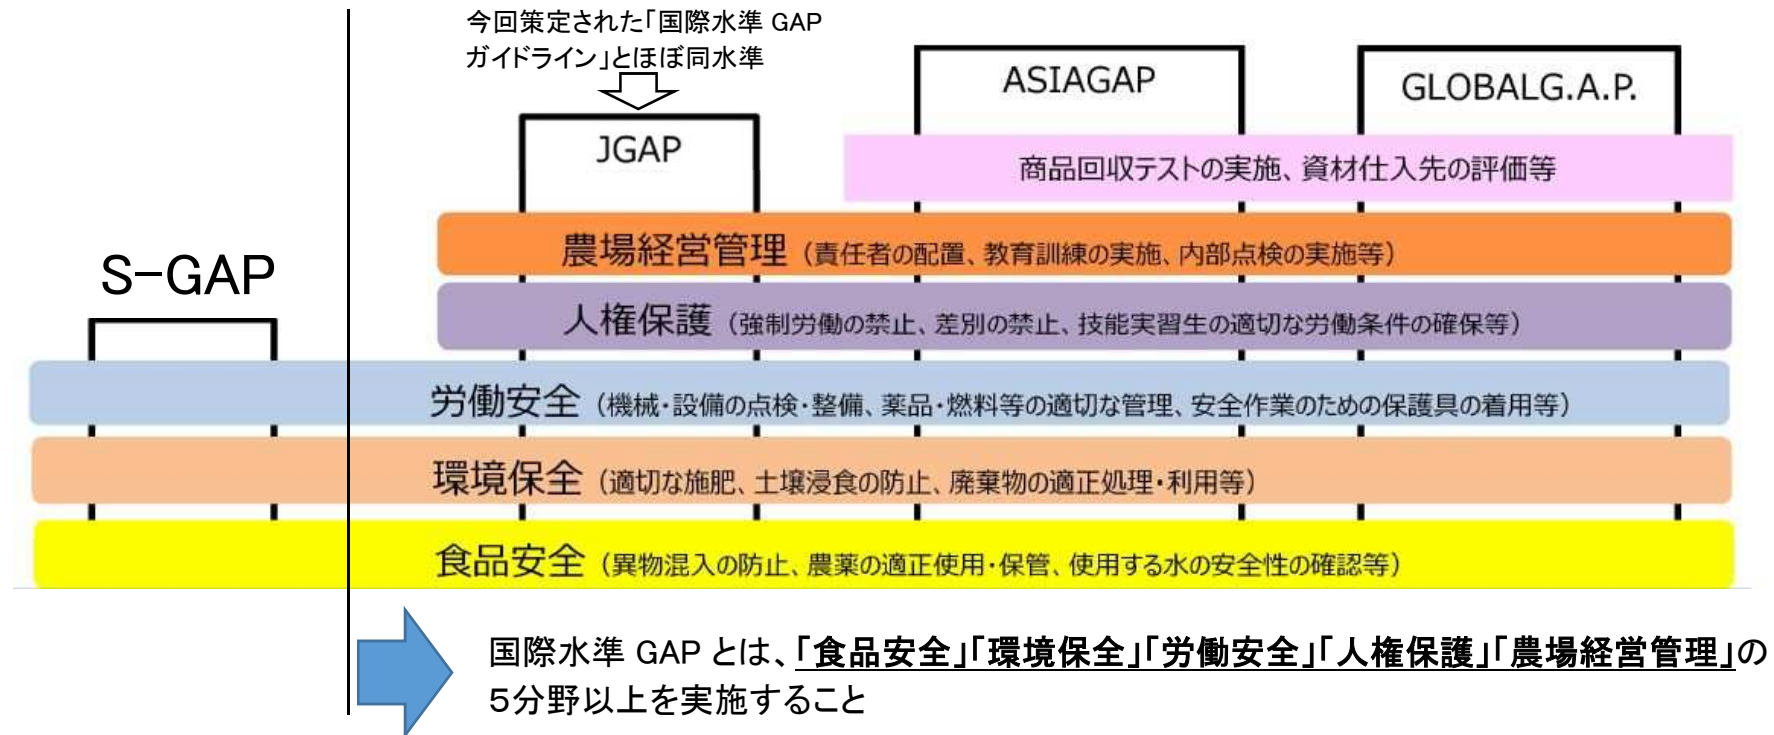 今回策定された「国際水準 GAP
ガイドライン」とほぼ同水準
ASIAGAP
GLOBALG.A.P.
JGAP
商品回収テストの実施、資材仕入先の評価等
農場経営管理（責任者の配置、教育訓練の実施、内部点検の実施等）
S-GAP
人権保護（強制労働の禁止、差別の禁止、技能実習生の適切な労働条件の確保等）
労働安全（機械・設備の点検・整備、薬品・燃料等の適切な管理、安全作業のための保護具の着用等）
環境保全（適切な施肥、土壌浸食の防止、廃棄物の適正処理・利用等）
食品安全（異物混入の防止、農薬の適正使用・保管、使用する水の安全性の確認等）
国際水準 GAP とは、「食品安全」「環境保全」「労働安全」「人権保護」「農場経営管理」の
５分野以上を実施すること